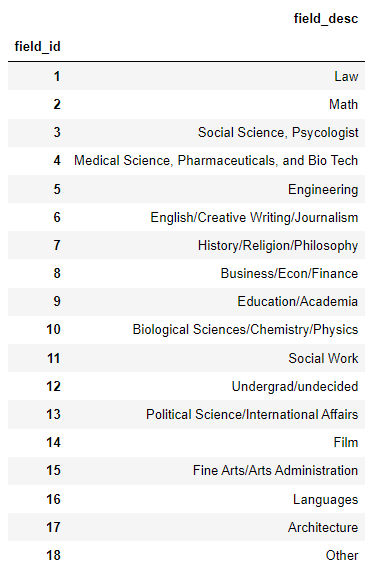 field_desc
field_id
1 Law
2 Math
3 Social Science, Psycologist
4 Medical Science, Pharmaceuticals, and Bio Tech
5 Engineering
6 English/Creative Writing/Journalism
7 History/Religion/Philosophy
8 Business/Econ/Finance
9 Education/Academia
10 Biological Sciences/Chemistry/Physics
11 Social Work
12 Undergrad/undecided
13 Political Science/International Affairs
14 Film
15 Fine Arts/Arts Administration
16 Languages
17 Architecture
18 Other